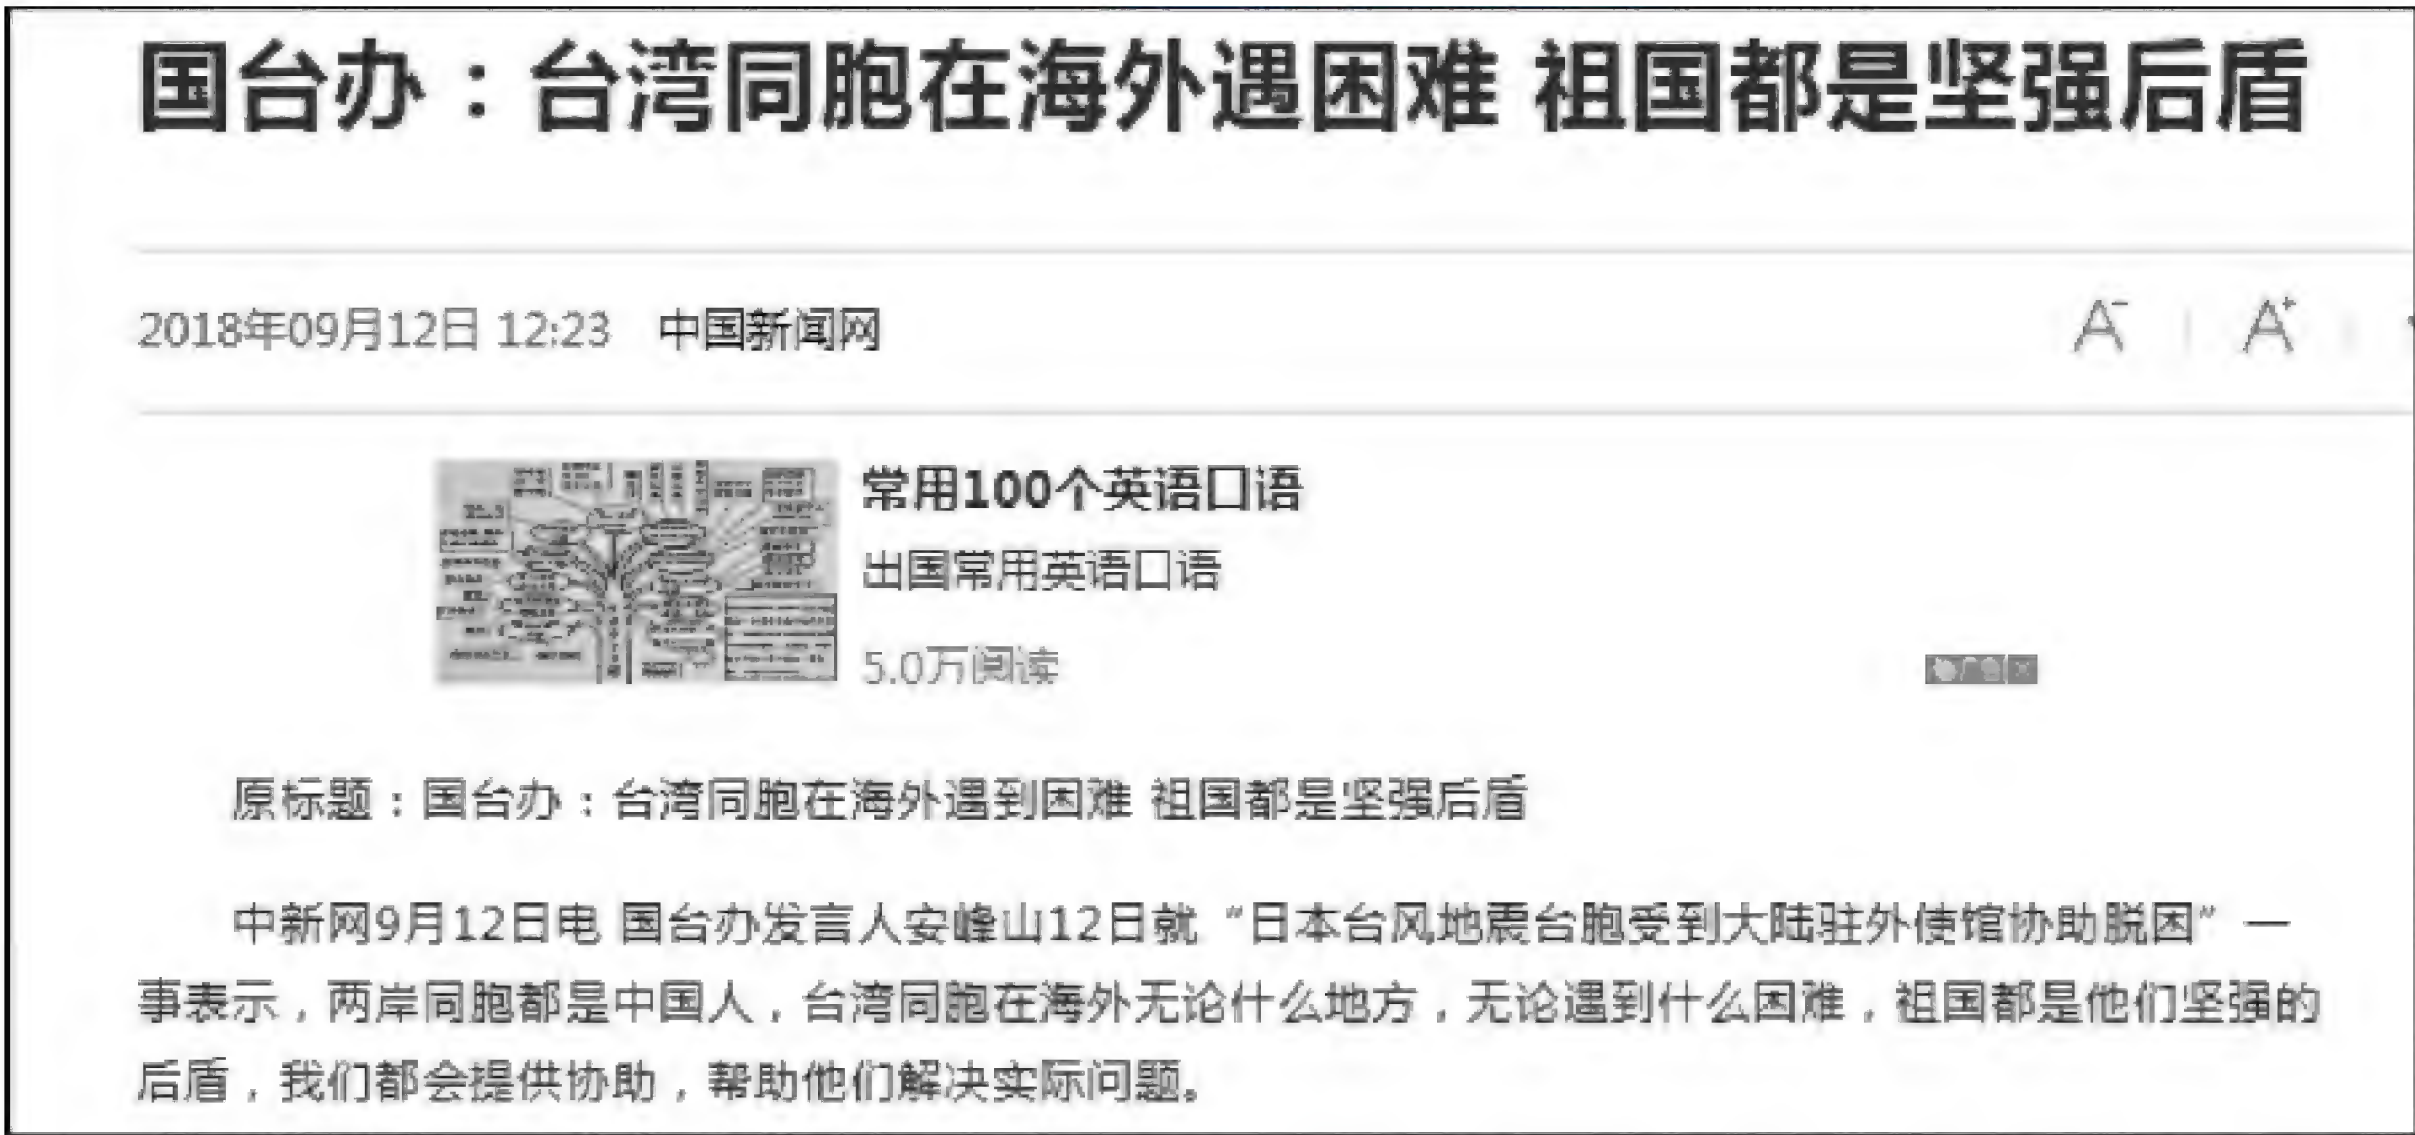 国台办：台湾同胞在海外遇困难 祖国都是坚强后盾
2018年09月12日 12:23 中国新闻网
A- A+
常用100个英语口语
出国常用英语口语
5.0万阅读
原标题：国台办：台湾同胞在海外遇到困难 祖国都是坚强后盾
中新网9月12日电 国台办发言人安峰山12日就“日本台风地震台胞受到大陆驻外使馆协助脱困”一
事表示，两岸同胞都是中国人，台湾同胞在海外无论什么地方，无论遇到什么困难，祖国都是他们坚强的
后盾，我们都会提供协助，帮助他们解决实际问题。